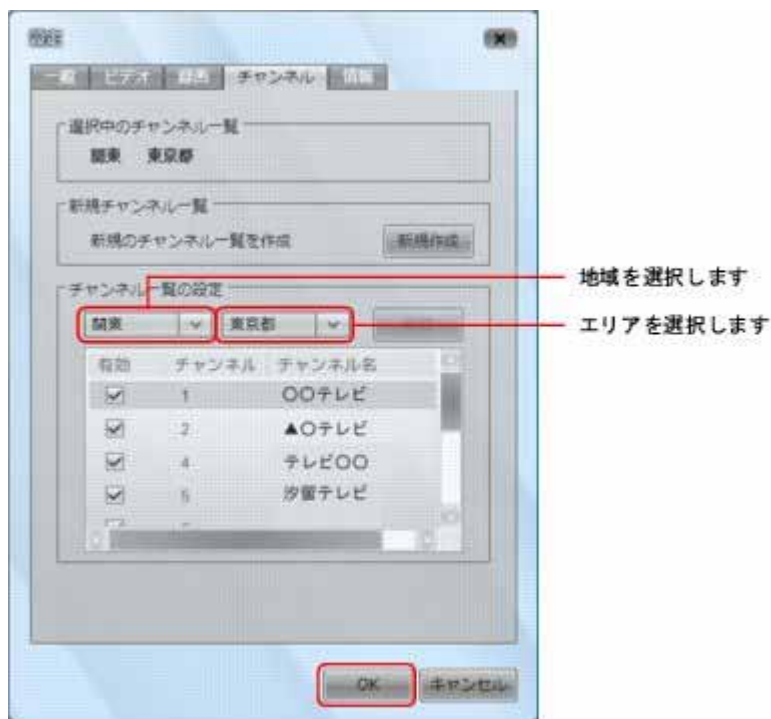 一般 ビデオ 録画 チャンネル 情報
選択中のチャンネル一覧
関東 東京都
新規チャンネル一覧
新規のチャンネル一覧を作成 新規作成
チャンネル一覧の設定
地域を選択します
関東 東京都
エリアを選択します
有効 チャンネル チャンネル名
1 〇〇テレビ
2 ▲〇テレビ
4 テレビ〇〇
5 汐留テレビ
OK キャンセル